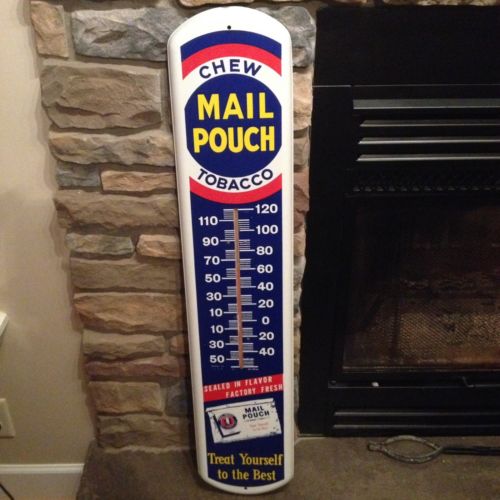 CHEW
MAIL
POUCH
TOBACCO
120
110
100
90
80
70
60
50
40
30
20
10
0
10
20
30
40
50
SEALED IN FLAVOR
FACTORY FRESH
MAIL
POUCH
Treat Yourself
to the Best